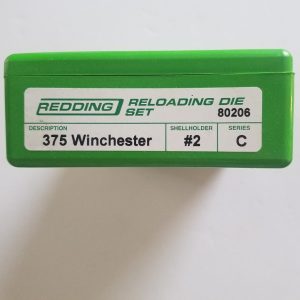 REDDING RELOADING DIE
SET 80206
DESCRIPTION SHELLHOLDER SERIES
375 Winchester #2 C